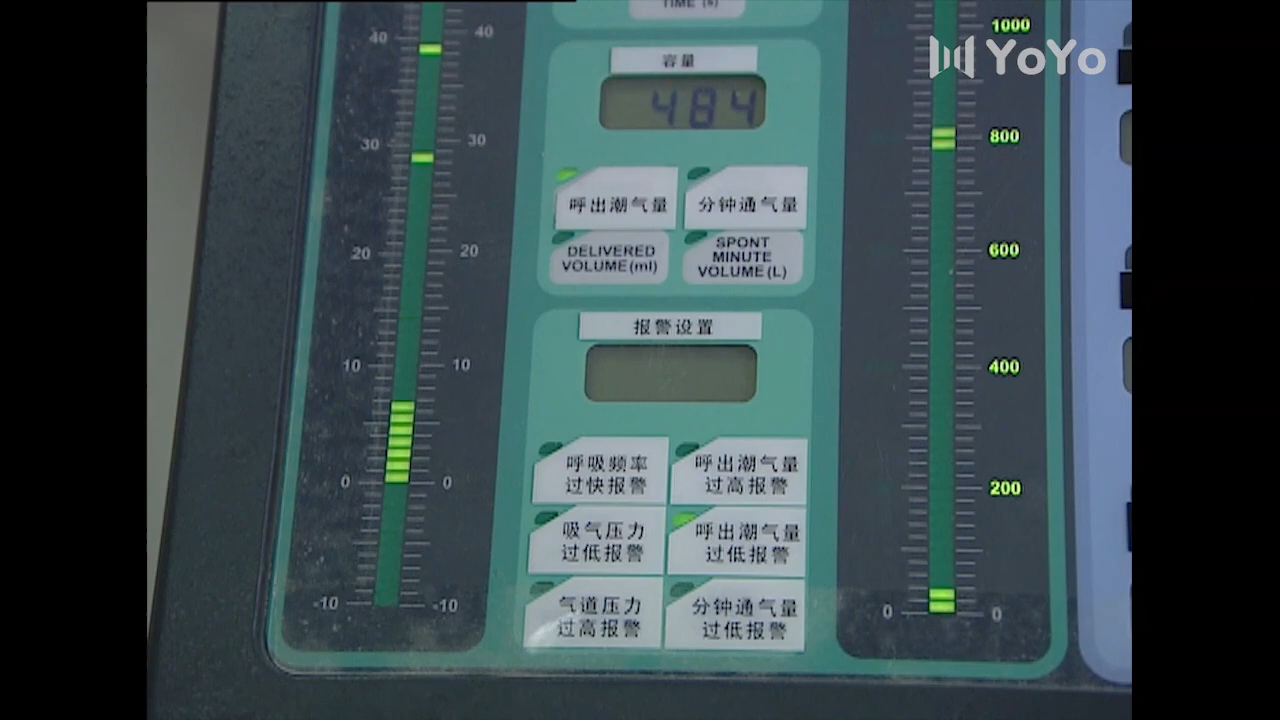 TIME (s)
YOYO
容量
484
呼出潮气量
分钟通气量
DELIVERED
VOLUME (ml)
SPONT
MINUTE
VOLUME (L)
报警设置
呼吸频率
过快报警
呼出潮气量
过高报警
吸气压力
过低报警
呼出潮气量
过低报警
气道压力
过高报警
分钟通气量
过低报警
40 40
30 30
20 20
10 10
0 0
-10 -10
1000
800
600
400
200
0 0